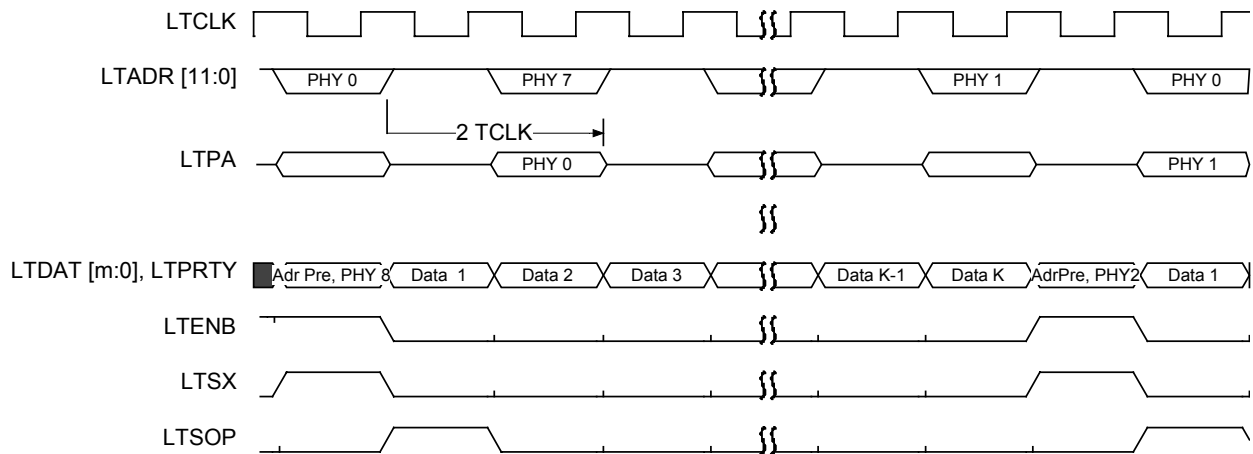 LTCLK
LTADR [11:0] PHY 0 PHY 7 PHY 1 PHY 0
2 TCLK
LTPA PHY 0 PHY 1
LTDAT [m:0], LTPRTY Adr Pre, PHY 8 Data 1 Data 2 Data 3 Data K-1 Data K AdrPre, PHY2 Data 1
LTENB
LTSX
LTSOP